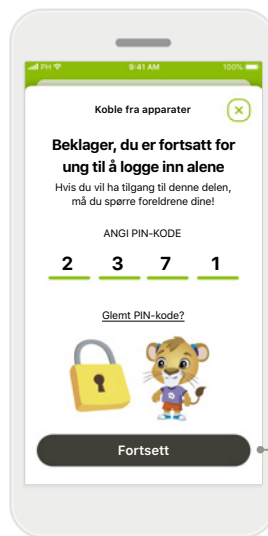 PH 9:41 AM 100%
Koble fra apparater
Beklager, du er fortsatt for
ung til å logge inn alene
Hvis du vil ha tilgang til denne delen,
må du spørre foreldrene dine!
ANGI PIN-KODE
2 3 7 1
Glemt PIN-kode?
Fortsett